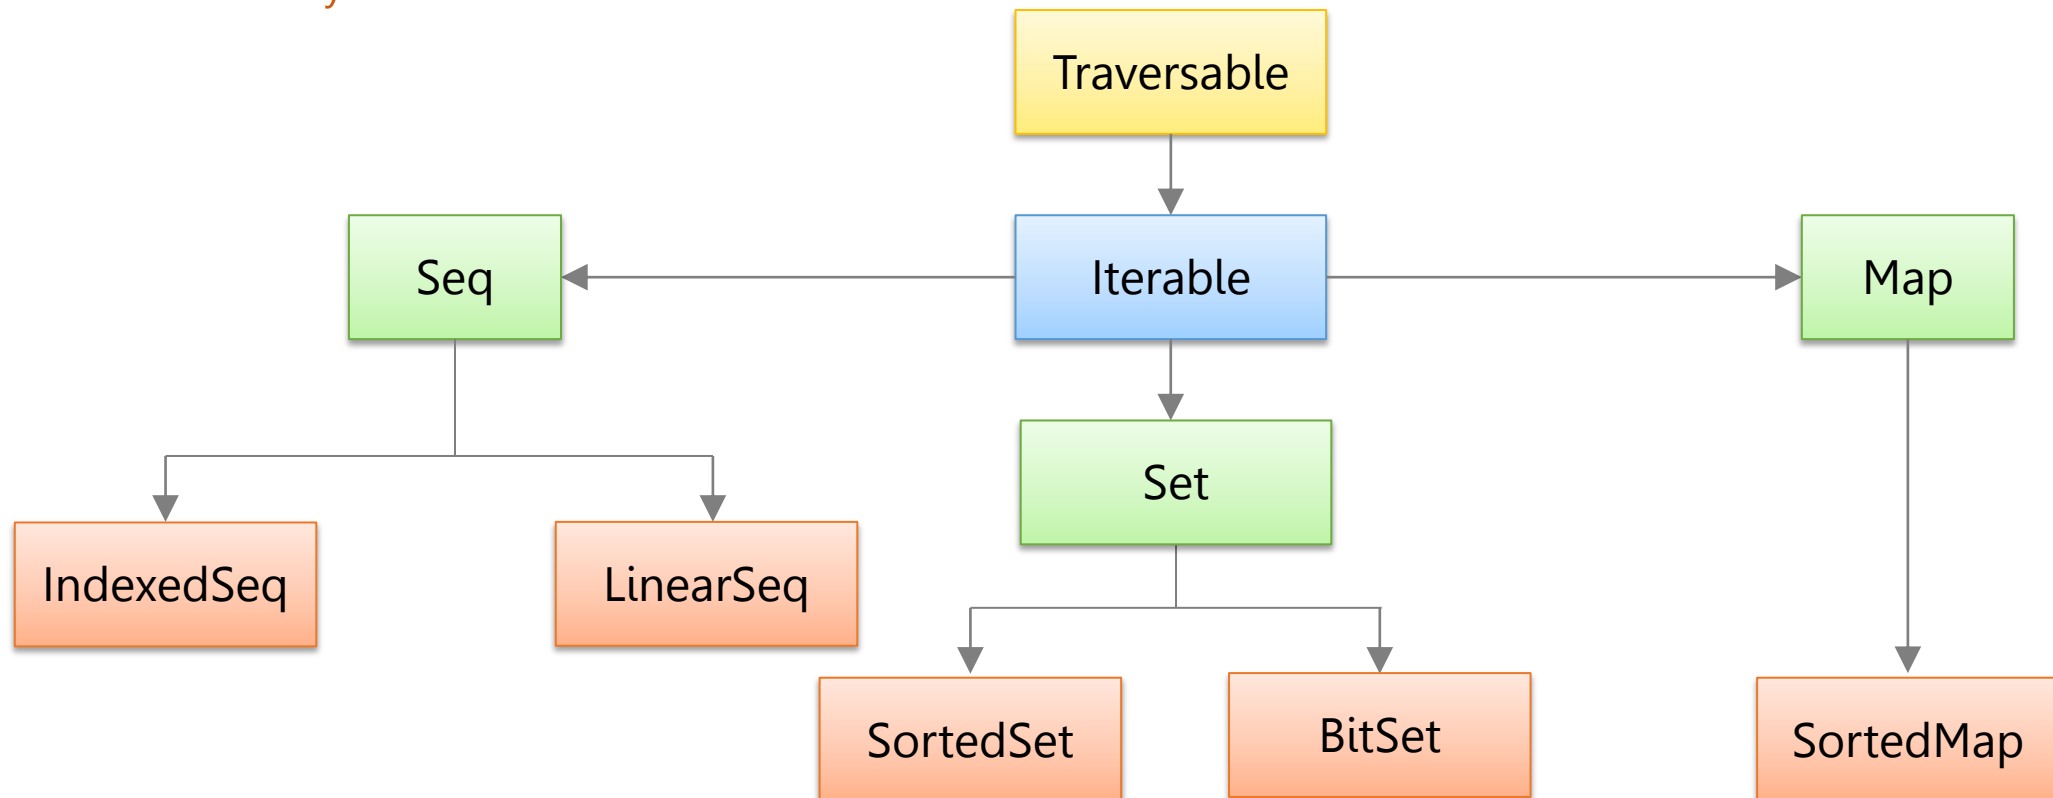 Traversable
Seq
Iterable
Map
Set
IndexedSeq
LinearSeq
SortedSet
BitSet
SortedMap